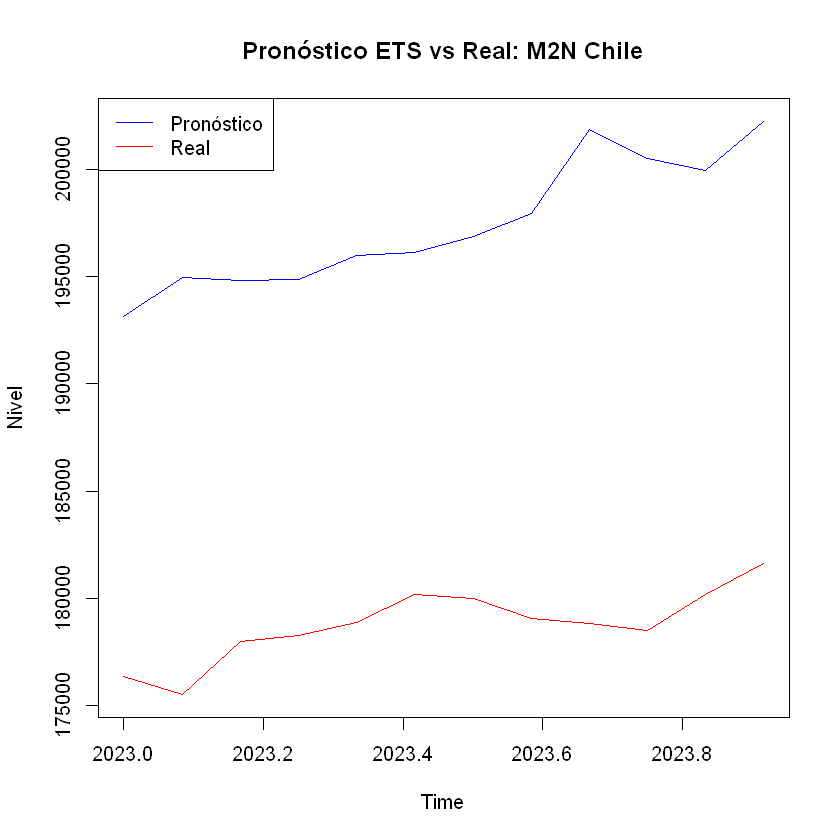 Pronóstico ETS vs Real: M2N Chile
Pronóstico
Real
200000
195000
190000
185000
180000
175000
Nivel
2023.0 2023.2 2023.4 2023.6 2023.8
Time